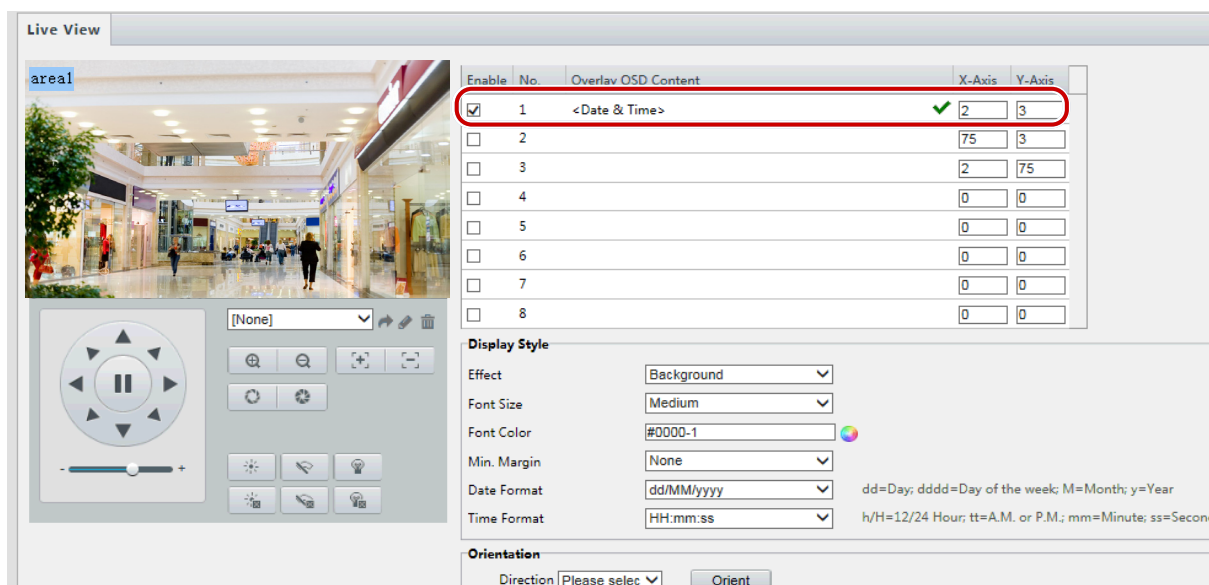 Live View
area1
Enable No. Overlay OSD Content X-Axis Y-Axis
1 <Date & Time> 2 3
2 75 3
3 2 75
4 0 0
5 0 0
6 0 0
7 0 0
8 0 0
[None]
- +
Display Style
Effect Background
Font Size Medium
Font Color #0000-1
Min. Margin None
Date Format dd/MM/yyyy dd=Day; dddd=Day of the week; M=Month; y=Year
Time Format HH:mm:ss h/H=12/24 Hour; tt=A.M. or P.M.; mm=Minute; ss=Secon
Orientation
Direction Please selec Orient